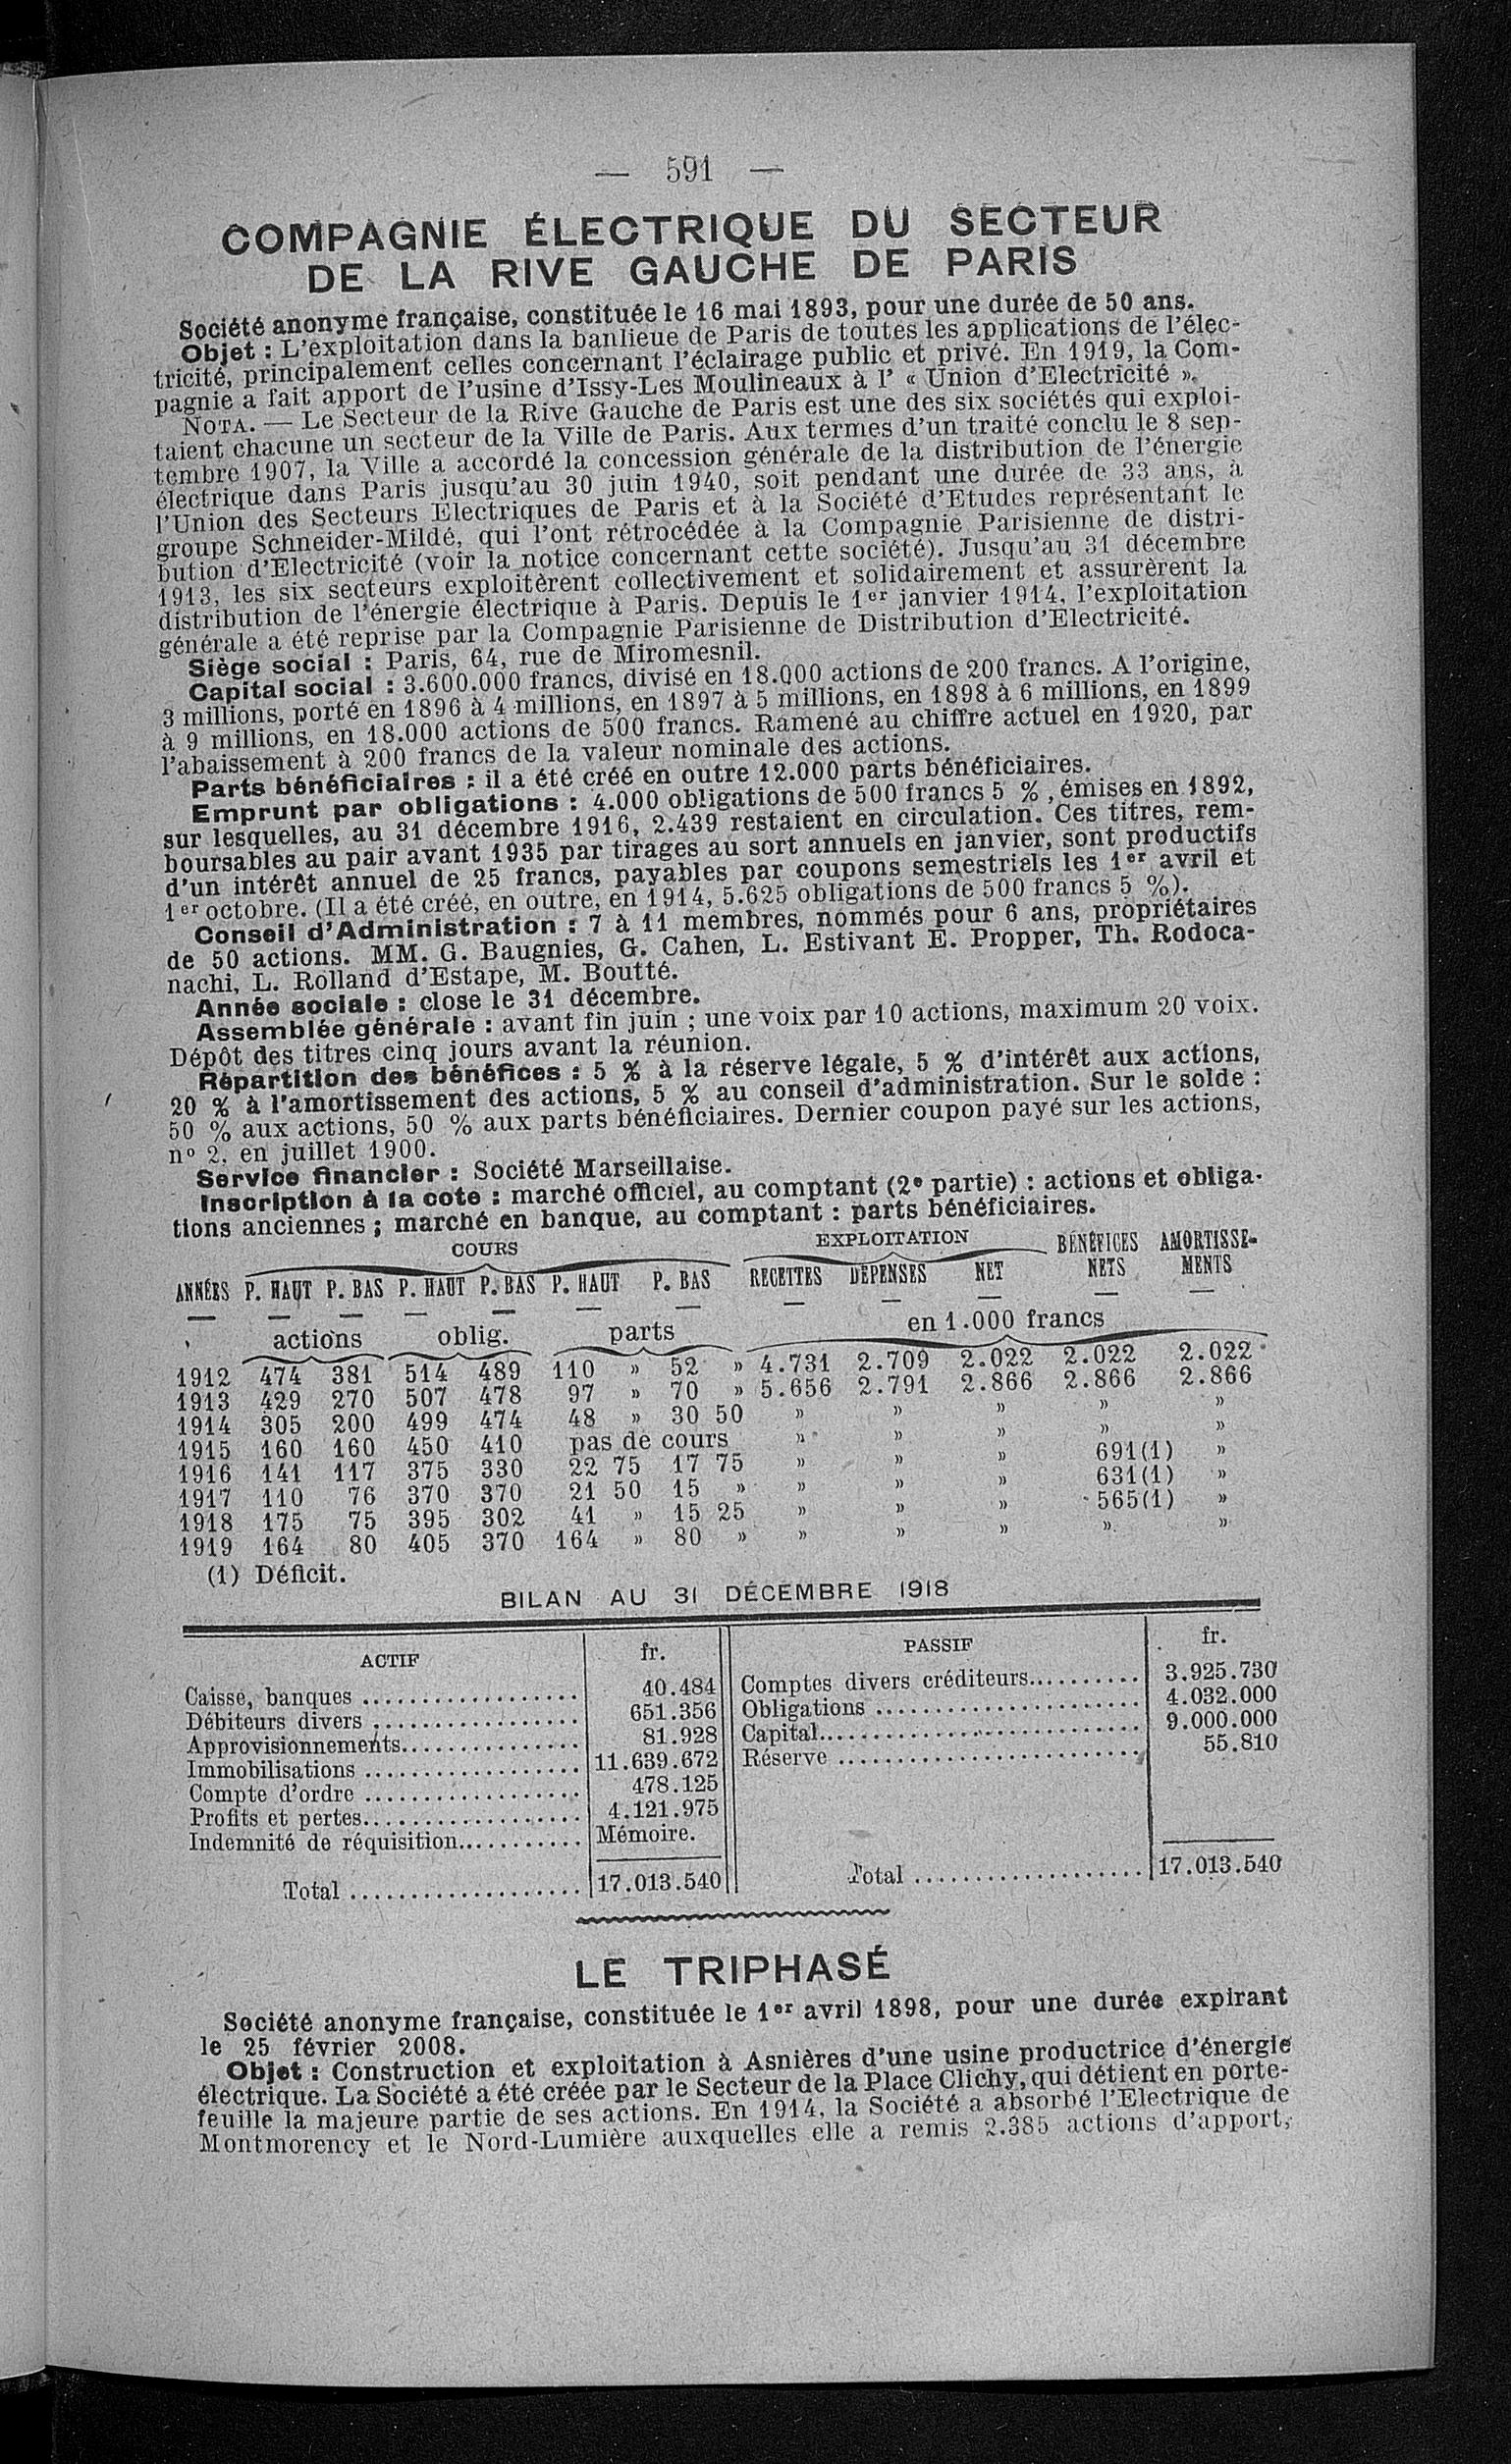 — 591 —
COMPAGNIE ÉLECTRIQUE DU SECTEUR
DE LA RIVE GAUCHE DE PARIS
Société anonyme française, constituée le 16 mai 1893, pour une durée de 50 ans.
Objet : L'exploitation dans la banlieue de Paris de toutes les applications de l'élec-
tricité, principalement celles concernant l'éclairage public et privé. En 1919, la Com-
pagnie a fait apport de l'usine d'Issy-Les Moulineaux à l' « Union d'Electricité ».
NOTA. — Le Secteur de la Rive Gauche de Paris est une des six sociétés qui exploi-
taient chacune un secteur de la Ville de Paris. Aux termes d'un traité conclu le 8 sep-
tembre 1907, la Ville a accordé la concession générale de la distribution de l'énergie
électrique dans Paris jusqu'au 30 juin 1940, soit pendant une durée de 33 ans, à
l'Union des Secteurs Electriques de Paris et à la Société d'Etudes représentant le
groupe Schneider-Mildé, qui l'ont rétrocédée à la Compagnie Parisienne de distri-
bution d'Electricité (voir la notice concernant cette société). Jusqu'au 31 décembre
1913, les six secteurs exploitèrent collectivement et solidairement et assurèrent la
distribution de l'énergie électrique à Paris. Depuis le 1er janvier 1914, l'exploitation
générale a été reprise par la Compagnie Parisienne de Distribution d'Electricité.
Siège social : Paris, 64, rue de Miromesnil.
Capital social : 3.600.000 francs, divisé en 18.000 actions de 200 francs. A l'origine,
3 millions, porté en 1896 à 4 millions, en 1897 à 5 millions, en 1898 à 6 millions, en 1899
à 9 millions, en 18.000 actions de 500 francs. Ramené au chiffre actuel en 1920, par
l'abaissement à 200 francs de la valeur nominale des actions.
Parts bénéficiaires : il a été créé en outre 12.000 parts bénéficiaires.
Emprunt par obligations : 4.000 obligations de 500 francs 5 %, émises en 1892,
sur lesquelles, au 31 décembre 1916, 2.439 restaient en circulation. Ces titres, rem-
boursables au pair avant 1935 par tirages au sort annuels en janvier, sont productifs
d'un intérêt annuel de 25 francs, payables par coupons semestriels les 1er avril et
1er octobre. (Il a été créé, en outre, en 1914, 5.625 obligations de 500 francs 5 %).
Conseil d'Administration : 7 à 11 membres, nommés pour 6 ans, propriétaires
de 50 actions. MM. G. Baugnies, G. Cahen, L. Estivant E. Propper, Th. Rodoca-
nachi, L. Rolland d'Estape, M. Boutté.
Année sociale : close le 31 décembre.
Assemblée générale : avant fin juin ; une voix par 10 actions, maximum 20 voix.
Dépôt des titres cinq jours avant la réunion.
Répartition des bénéfices : 5 % à la réserve légale, 5 % d'intérêt aux actions,
20 % à l'amortissement des actions, 5 % au conseil d'administration. Sur le solde :
50 % aux actions, 50 % aux parts bénéficiaires. Dernier coupon payé sur les actions,
n° 2, en juillet 1900.
Service financier : Société Marseillaise.
Inscription à la cote : marché officiel, au comptant (2e partie) : actions et obliga-
tions anciennes ; marché en banque, au comptant : parts bénéficiaires.
COURS EXPLOITATION BÉNÉFICES AMORTISSE-
ANNÉES P. HAUT P. BAS P. HAUT P. BAS P. HAUT P. BAS RECETTES DÉPENSES NET NETS MENTS
— — — — — — — — — — — —
actions oblig. parts en 1.000 francs
1912 474 381 514 489 110 » 52 » 4.731 2.709 2.022 2.022 2.022
1913 429 270 507 478 97 » 70 » 5.656 2.791 2.866 2.866 2.866
1914 305 200 499 474 48 » 30 50 » » » » »
1915 160 160 450 410 pas de cours » » » » »
1916 141 117 375 330 22 75 17 75 » » » 691(1) »
1917 110 76 370 370 21 50 15 » » » » 631(1) »
1918 175 75 395 302 41 » 15 25 » » » 565(1) »
1919 164 80 405 370 164 » 80 » » » » » »
(1) Déficit.
BILAN AU 31 DÉCEMBRE 1918
ACTIF fr. PASSIF fr.
Caisse, banques .................. 40.484 Comptes divers créditeurs.......... 3.925.730
Débiteurs divers .................. 651.356 Obligations ...................... 4.032.000
Approvisionnements............... 81.928 Capital........................... 9.000.000
Immobilisations .................. 11.639.672 Réserve ......................... 55.810
Compte d'ordre .................. 478.125
Profits et pertes.................. 4.121.975
Indemnité de réquisition........... Mémoire.
Total ................... 17.013.540 Total ................... 17.013.540
LE TRIPHASÉ
Société anonyme française, constituée le 1er avril 1898, pour une durée expirant
le 25 février 2008.
Objet : Construction et exploitation à Asnières d'une usine productrice d'énergie
électrique. La Société a été créée par le Secteur de la Place Clichy, qui détient en porte-
feuille la majeure partie de ses actions. En 1914, la Société a absorbé l'Electrique de
Montmorency et le Nord-Lumière auxquelles elle a remis 2.385 actions d'apport,